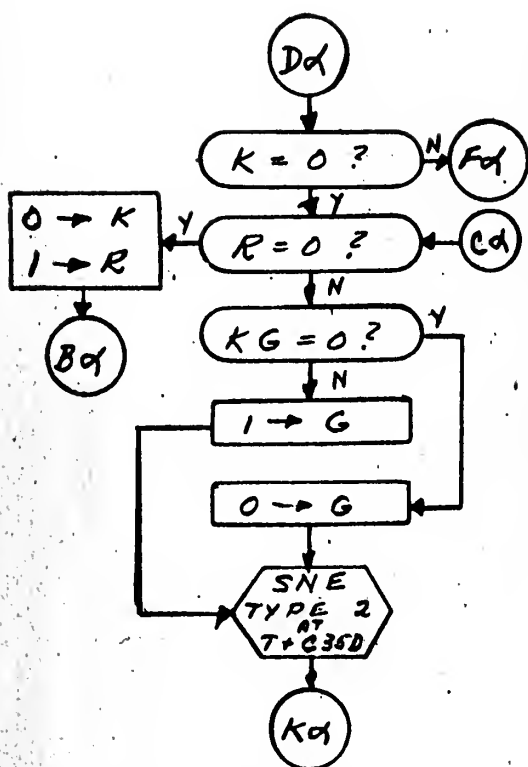 Dα
K = 0 ?
N
Fα
Y
0 → K
1 → R
Y
R = 0 ?
Cα
N
Bα
KG = 0 ?
Y
N
1 → G
0 → G
SNE
TYPE 2
AT
T + C35D
Kα